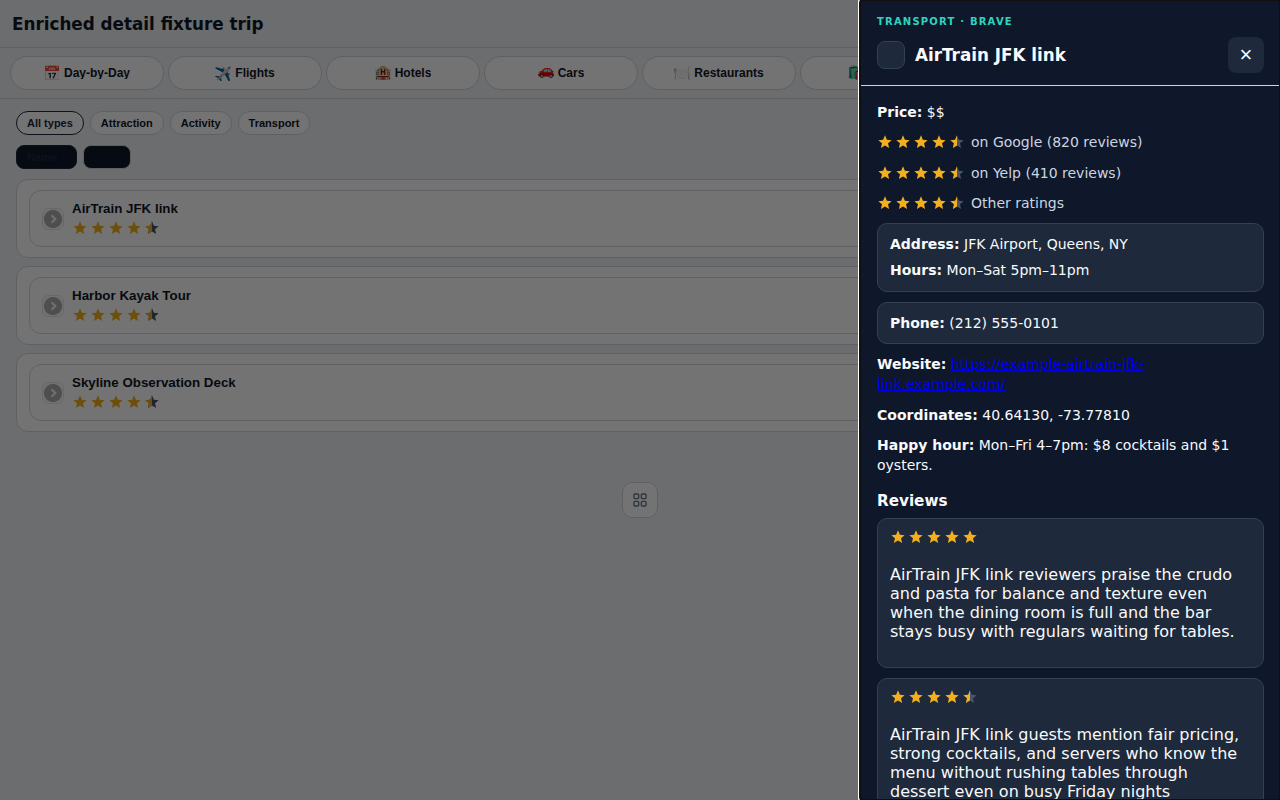 Enriched detail fixture trip
📅 Day-by-Day
✈️ Flights
🏨 Hotels
🚗 Cars
🍽️ Restaurants
All types
Attraction
Activity
Transport
Name
AirTrain JFK link
Harbor Kayak Tour
Skyline Observation Deck
TRANSPORT · BRAVE
AirTrain JFK link
✕
Price: $$
on Google (820 reviews)
on Yelp (410 reviews)
Other ratings
Address: JFK Airport, Queens, NY
Hours: Mon–Sat 5pm–11pm
Phone: (212) 555-0101
Website: https://example-airtrain-jfk-
link.example.com/
Coordinates: 40.64130, -73.77810
Happy hour: Mon–Fri 4–7pm: $8 cocktails and $1
oysters.
Reviews
AirTrain JFK link reviewers praise the crudo
and pasta for balance and texture even
when the dining room is full and the bar
stays busy with regulars waiting for tables.
AirTrain JFK link guests mention fair pricing,
strong cocktails, and servers who know the
menu without rushing tables through
dessert even on busy Friday nights